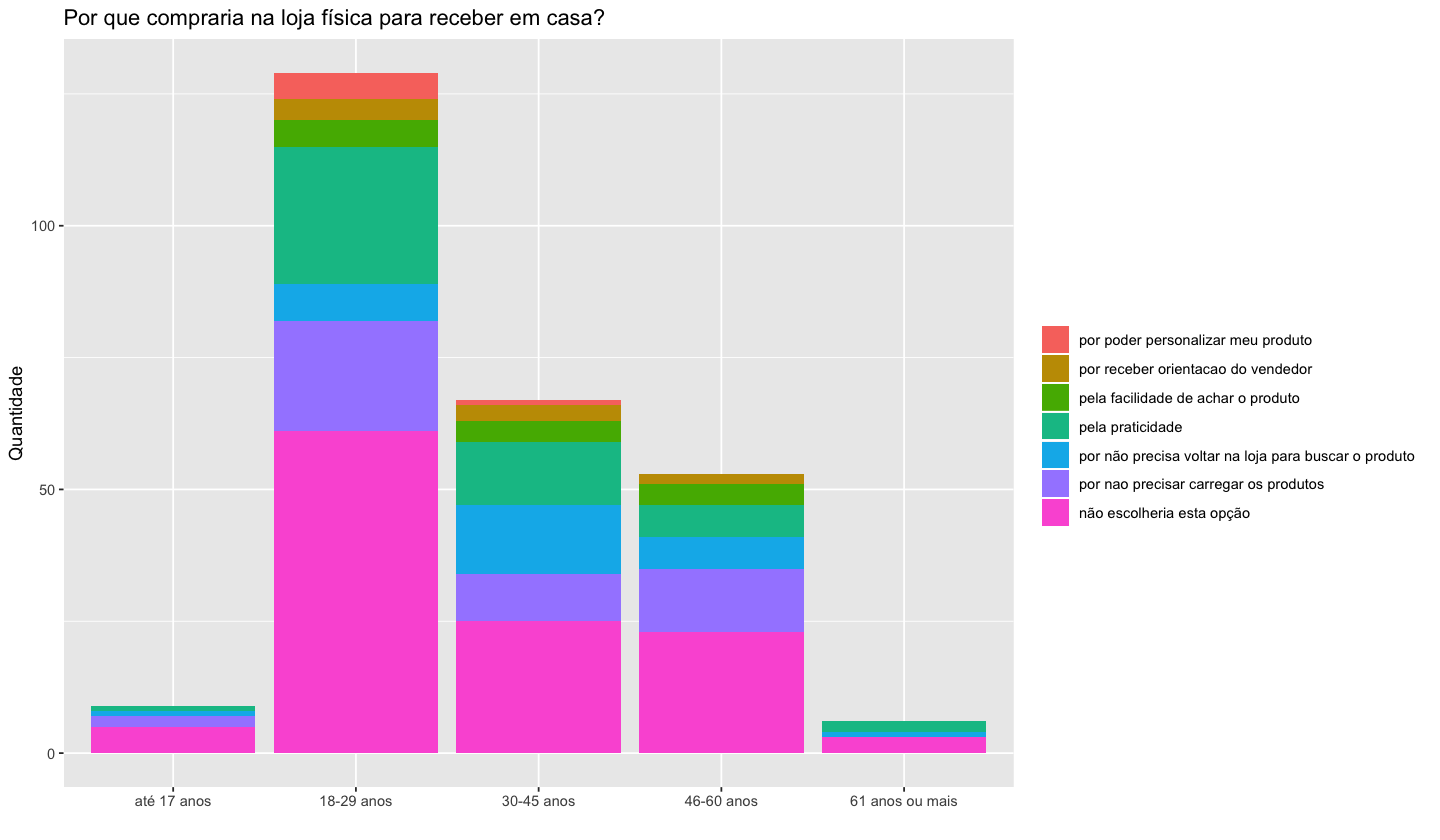 Por que compraria na loja física para receber em casa?
Quantidade
100
50
0
até 17 anos
18-29 anos
30-45 anos
46-60 anos
61 anos ou mais
por poder personalizar meu produto
por receber orientacao do vendedor
pela facilidade de achar o produto
pela praticidade
por não precisa voltar na loja para buscar o produto
por nao precisar carregar os produtos
não escolheria esta opção